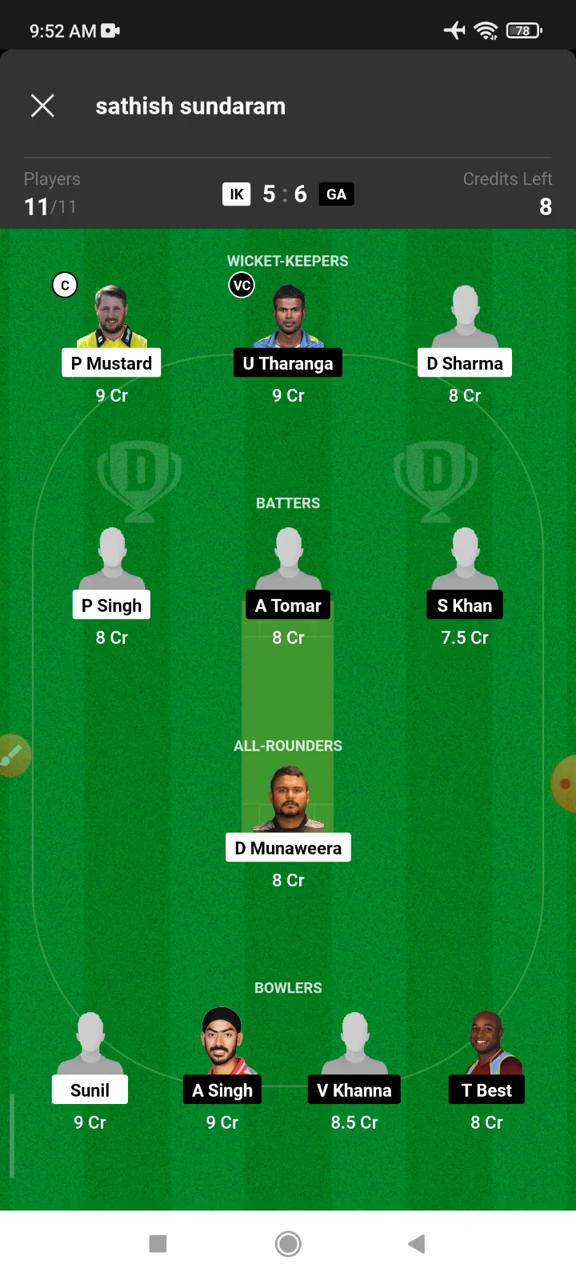 9:52 AM
78
sathish sundaram
Players
Credits Left
11/11
IK 5 : 6 GA
8
WICKET-KEEPERS
C
VC
P Mustard
U Tharanga
D Sharma
9 Cr
9 Cr
8 Cr
D
D
BATTERS
P Singh
A Tomar
S Khan
8 Cr
8 Cr
7.5 Cr
ALL-ROUNDERS
D Munaweera
8 Cr
BOWLERS
Sunil
A Singh
V Khanna
T Best
9 Cr
9 Cr
8.5 Cr
8 Cr